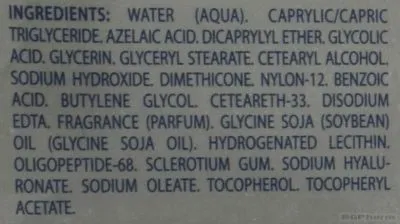 INGREDIENTS: WATER (AQUA). CAPRYLIC/CAPRIC
TRIGLYCERIDE. AZELAIC ACID. DICAPRYLYL ETHER. GLYCOLIC
ACID. GLYCERIN. GLYCERYL STEARATE. CETEARYL ALCOHOL.
SODIUM HYDROXIDE. DIMETHICONE. NYLON-12. BENZOIC
ACID. BUTYLENE GLYCOL. CETEARETH-33. DISODIUM
EDTA. FRAGRANCE (PARFUM). GLYCINE SOJA (SOYBEAN)
OIL (GLYCINE SOJA OIL). HYDROGENATED LECITHIN.
OLIGOPEPTIDE-68. SCLEROTIUM GUM. SODIUM HYALU-
RONATE. SODIUM OLEATE. TOCOPHEROL. TOCOPHERYL
ACETATE.
BGPharm